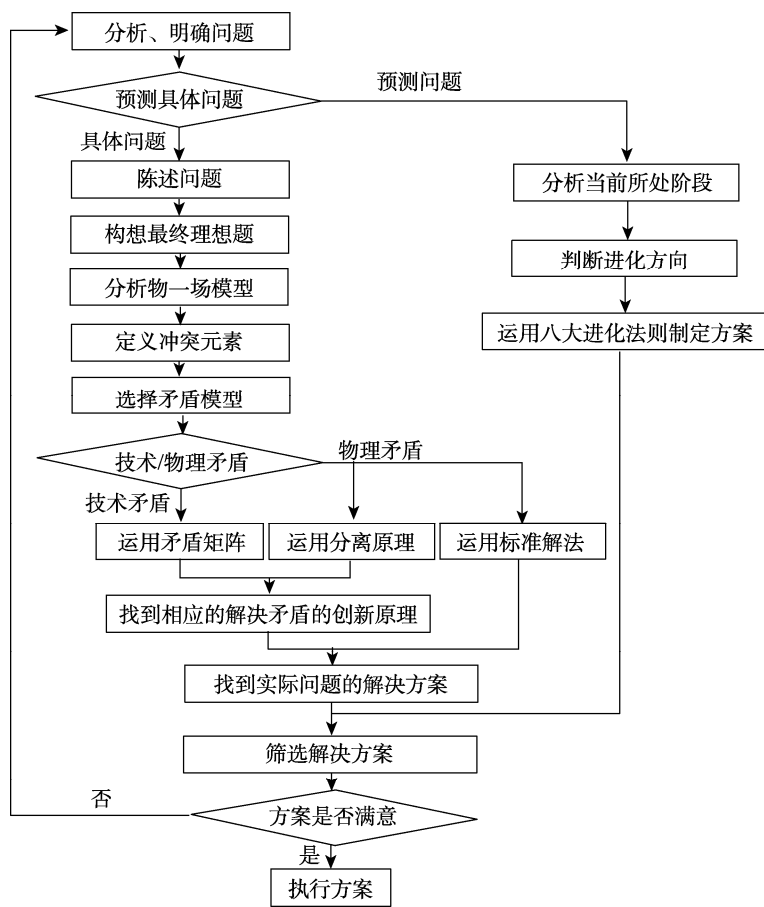 分析、明确问题
预测具体问题
预测问题
具体问题
陈述问题
分析当前所处阶段
构想最终理想题
判断进化方向
分析物一场模型
定义冲突元素
运用八大进化法则制定方案
选择矛盾模型
技术/物理矛盾
物理矛盾
技术矛盾
运用矛盾矩阵
运用分离原理
运用标准解法
找到相应的解决矛盾的创新原理
找到实际问题的解决方案
筛选解决方案
否
方案是否满意
是
执行方案